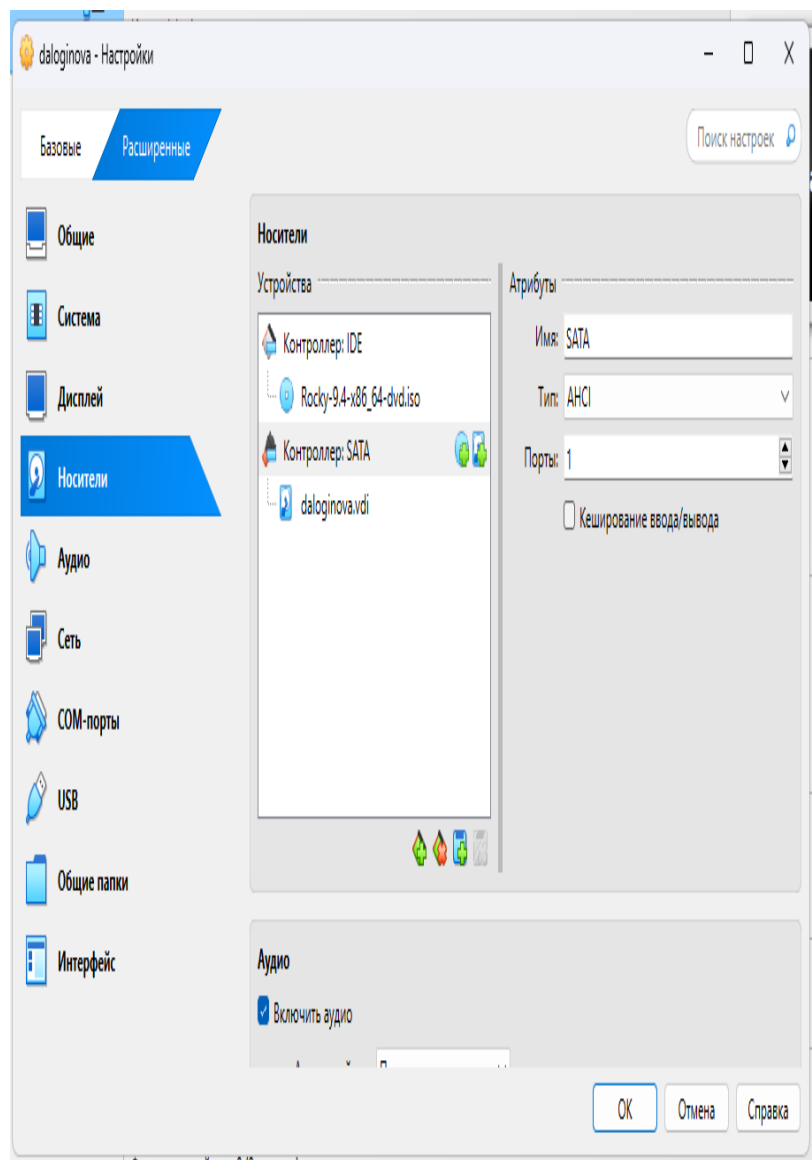 daloginova - Настройки
Базовые
Расширенные
Поиск настроек
Общие
Система
Дисплей
Носители
Аудио
Сеть
COM-порты
USB
Общие папки
Интерфейс
Носители
Устройства
Контроллер: IDE
Rocky-9.4-x86_64-dvd.iso
Контроллер: SATA
daloginova.vdi
Атрибуты
Имя: SATA
Тип: AHCI
Порты: 1
Кеширование ввода/вывода
Аудио
Включить аудио
OK
Отмена
Справка